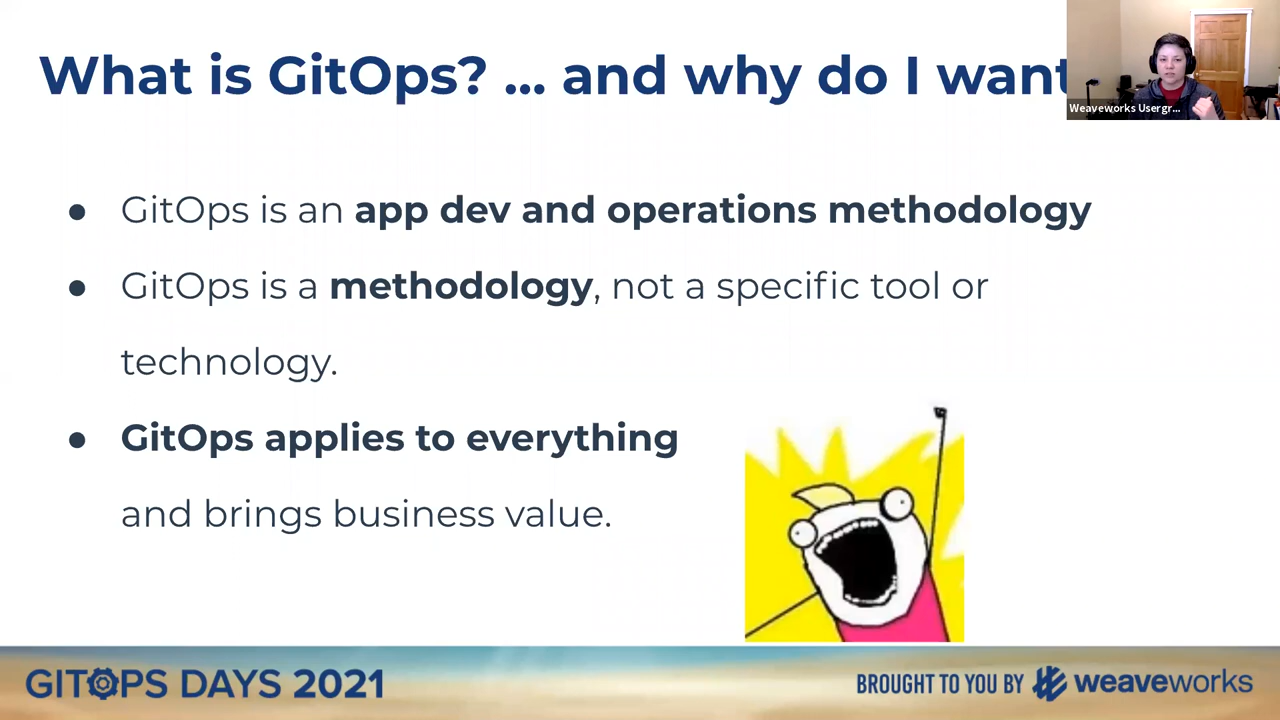 What is GitOps? ... and why do I want
Weaveworks Usergr...
● GitOps is an app dev and operations methodology
● GitOps is a methodology, not a specific tool or
technology.
● GitOps applies to everything
and brings business value.
GITOPS DAYS 2021
BROUGHT TO YOU BY weaveworks